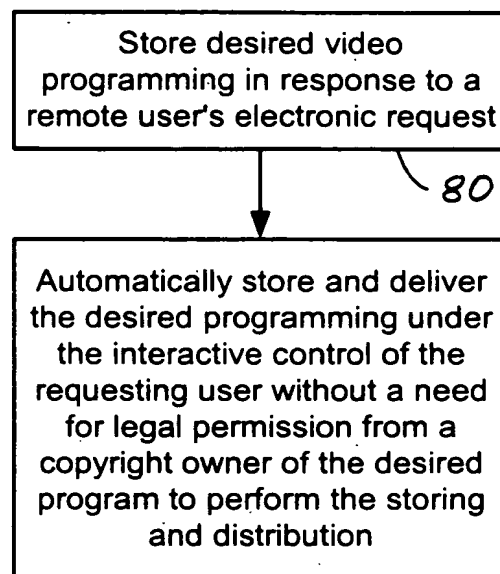 Store desired video
programming in response to a
remote user's electronic request
80
Automatically store and deliver
the desired programming under
the interactive control of the
requesting user without a need
for legal permission from a
copyright owner of the desired
program to perform the storing
and distribution